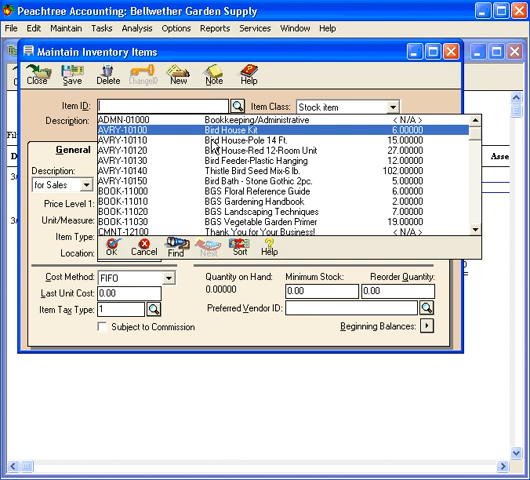 Peachtree Accounting: Bellwether Garden Supply
File Edit Maintain Tasks Analysis Options Reports Services Window Help
Maintain Inventory Items
Close Save Delete ChangeID New Note Help
Item ID: Item Class: Stock item
Description:
ADMN-01000 Bookkeeping/Administrative < N/A >
AVRY-10100 Bird House Kit 6.00000
AVRY-10110 Bird House-Pole 14 Ft. 15.00000
AVRY-10120 Bird House-Red 12-Room Unit 27.00000
AVRY-10130 Bird Feeder-Plastic Hanging 12.00000
AVRY-10140 Thistle Bird Seed Mix-6 lb. 102.00000
AVRY-10150 Bird Bath - Stone Gothic 2pc. 5.00000
BOOK-11000 BGS Floral Reference Guide 6.00000
BOOK-11010 BGS Gardening Handbook 2.00000
BOOK-11020 BGS Landscaping Techniques 7.00000
BOOK-11030 BGS Vegetable Garden Primer 19.00000
CMNT-12100 Thank You for Your Business! < N/A >
General
Description:
for Sales
Price Level 1:
Unit/Measure:
Item Type:
Location:
OK Cancel Find Next Sort Help
Cost Method: FIFO
Last Unit Cost: 0.00
Item Tax Type: 1
Subject to Commission
Quantity on Hand: Minimum Stock: Reorder Quantity:
0.00000 0.00 0.00
Preferred Vendor ID:
Beginning Balances:
Asse